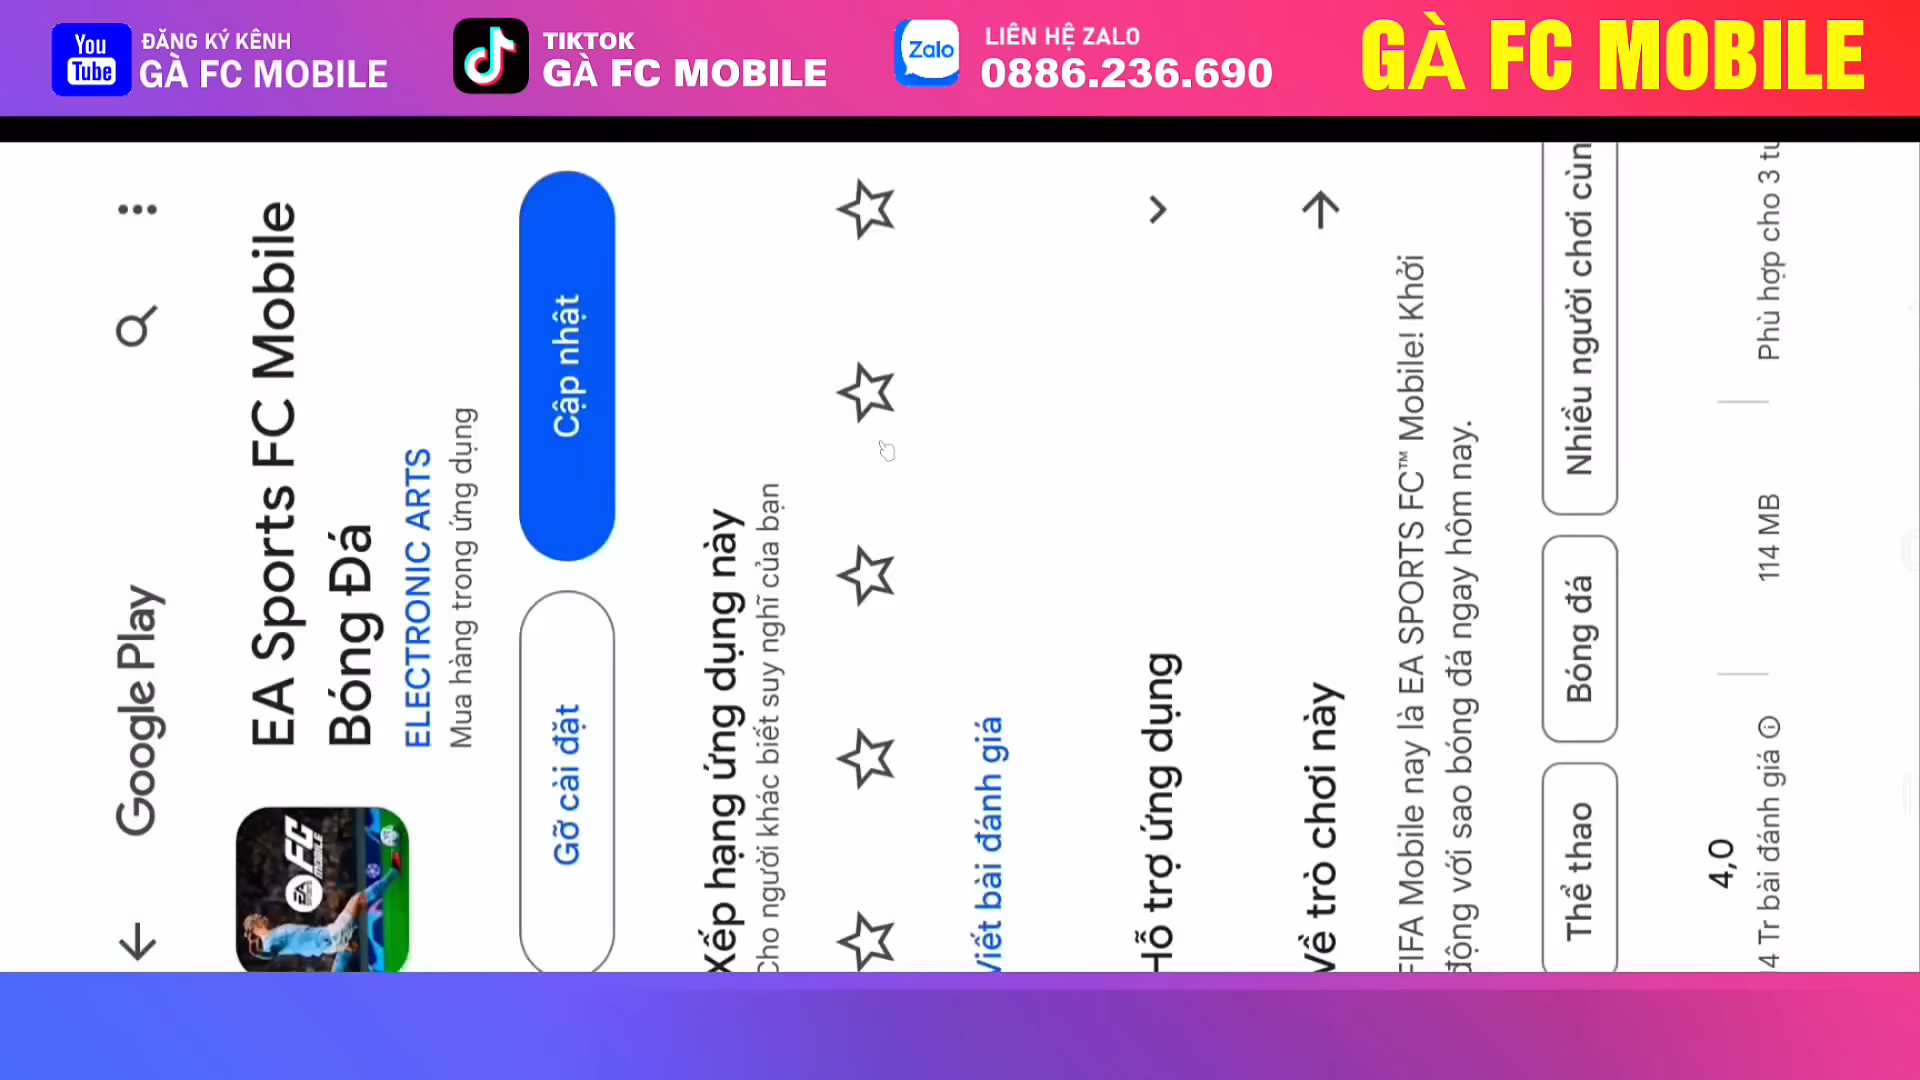 You
Tube
ĐĂNG KÝ KÊNH
GÀ FC MOBILE
TIKTOK
GÀ FC MOBILE
Zalo
LIÊN HỆ ZALO
0886.236.690
GÀ FC MOBILE
Google Play
EA SPORTS
FC
MOBILE
EA Sports FC Mobile
Bóng Đá
ELECTRONIC ARTS
Mua hàng trong ứng dụng
Gỡ cài đặt
Cập nhật
Xếp hạng ứng dụng này
Cho người khác biết suy nghĩ của bạn
Viết bài đánh giá
Hỗ trợ ứng dụng
Về trò chơi này
FIFA Mobile nay là EA SPORTS FC™ Mobile! Khởi
động với sao bóng đá ngay hôm nay.
Thể thao
Bóng đá
Nhiều người chơi cùn
4,0
14 Tr bài đánh giá
114 MB
Phù hợp cho 3 tu